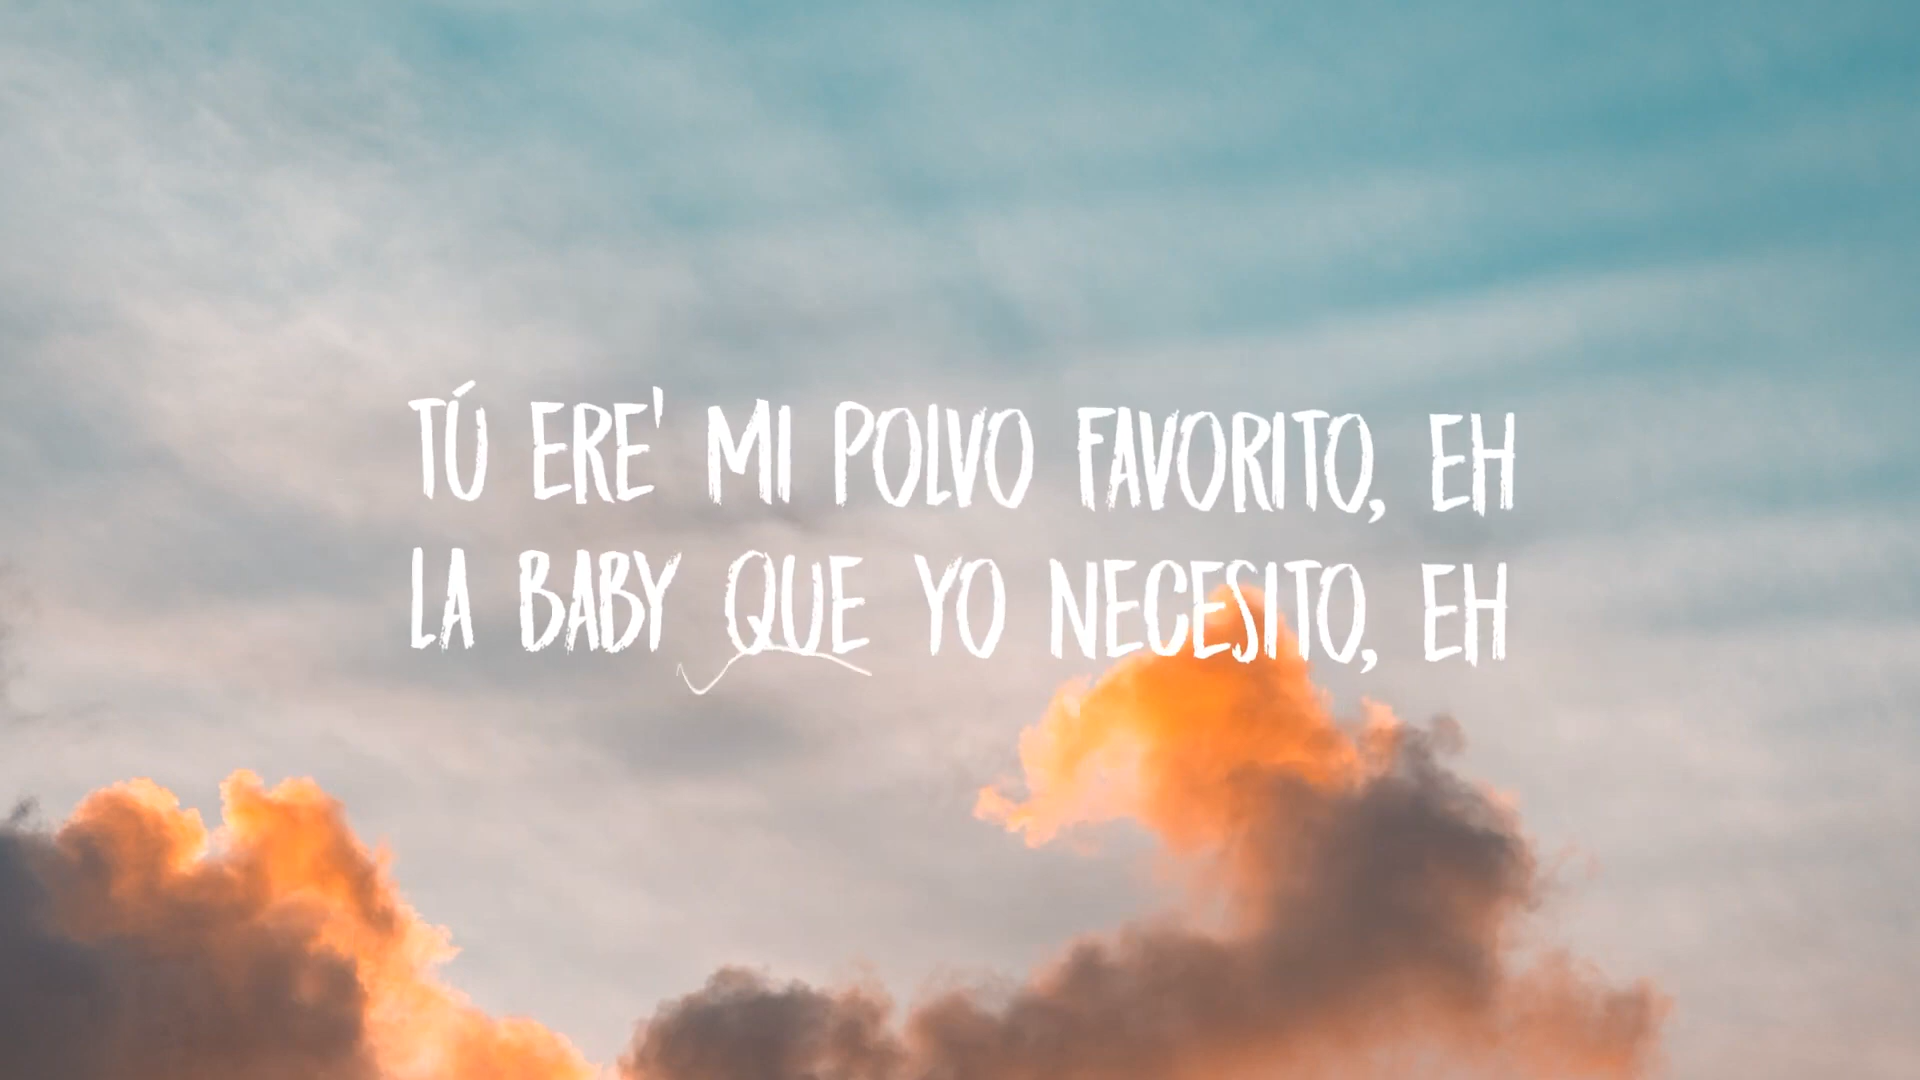 TÚ ERE' MI POLVO FAVORITO, EH
LA BABY QUE YO NECESITO, EH